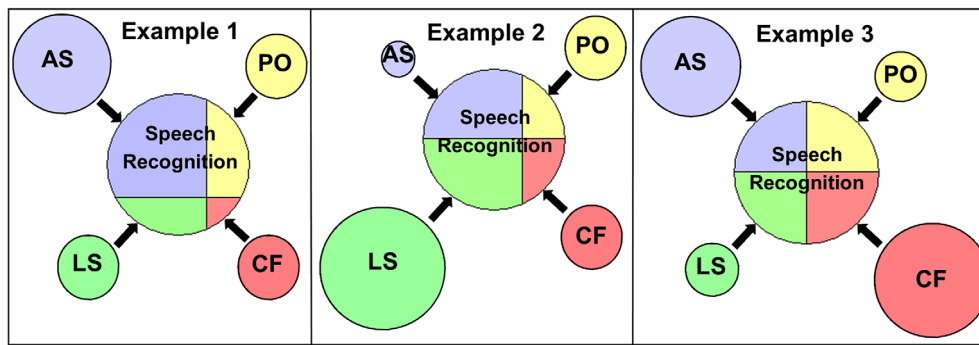 Example 1
AS
PO
Speech
Recognition
LS
CF
Example 2
AS
PO
Speech
Recognition
LS
CF
Example 3
AS
PO
Speech
Recognition
LS
CF